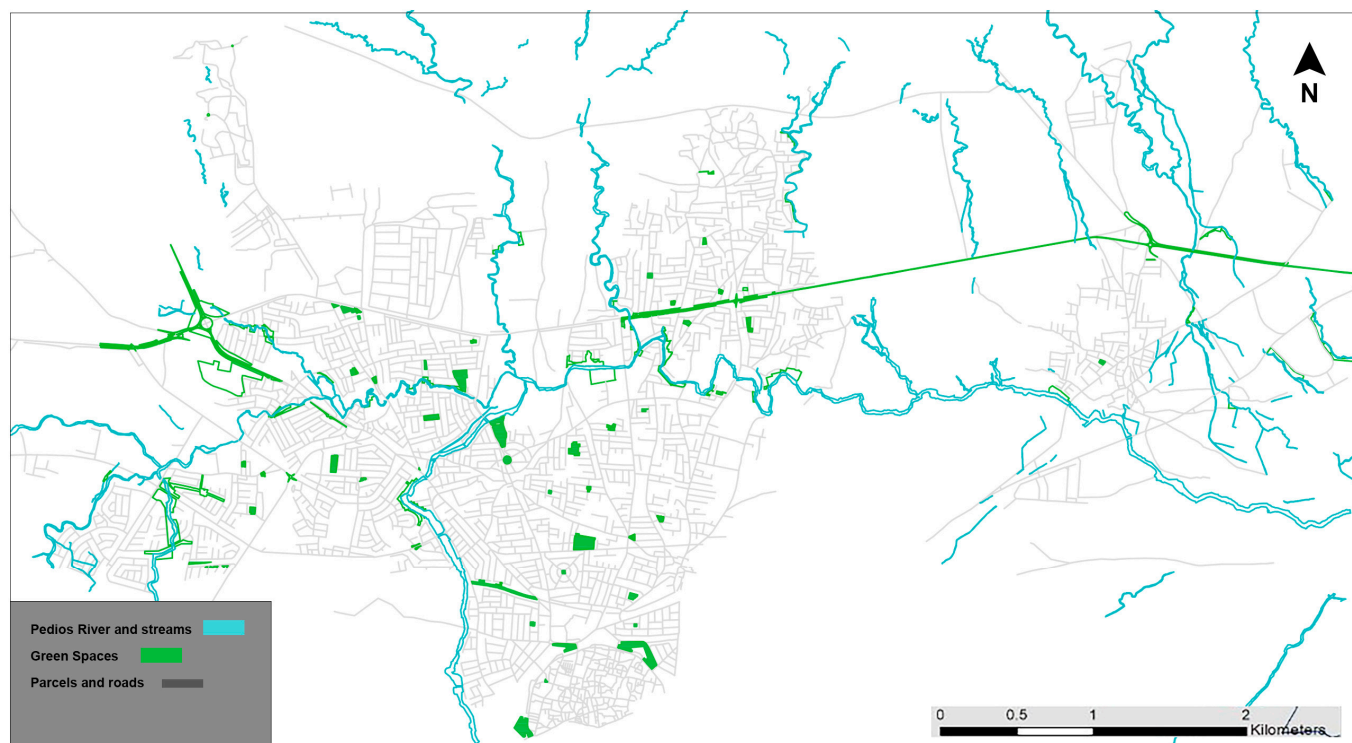 N
Pedios River and streams
Green Spaces
Parcels and roads
0 0.5 1 2
Kilometers